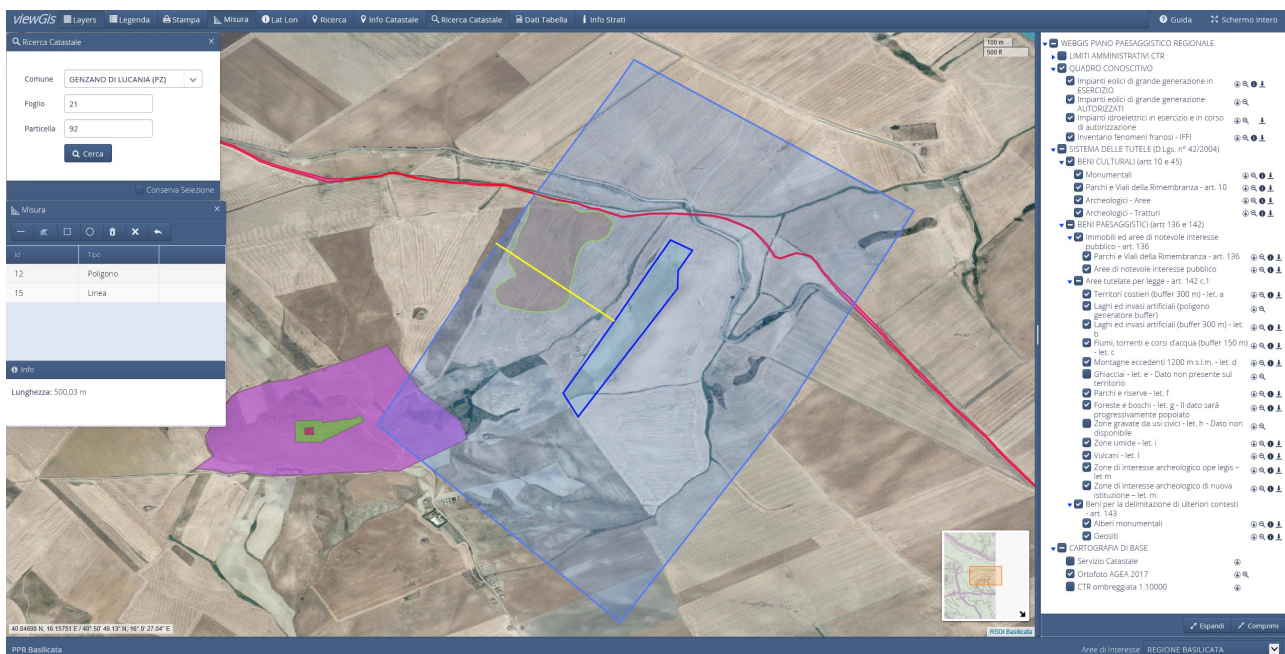 viewGis Layers Legenda Stampa Misura Lat Lon Ricerca Info Catastale Ricerca Catastale Dati Tabella Info Strati Guida Schermo Intero
Ricerca Catastale
Comune GENZANO DI LUCANIA (PZ)
Foglio 21
Particella 92
Cerca
Conserva Selezione
Misura
Id Tipo
12 Poligono
15 Linea
Info
Lunghezza: 500,03 m
100 m
500 ft
40.84698 N, 16.15751 E / 40° 50' 49.13" N, 16° 9' 27.04" E
RSDI Basilicata
WEBGIS PIANO PAESAGGISTICO REGIONALE
LIMITI AMMINISTRATIVI CTR
QUADRO CONOSCITIVO
Impianti eolici di grande generazione in
ESERCIZIO
Impianti eolici di grande generazione
AUTORIZZATI
Impianti idroelettrici in esercizio e in corso
di autorizzazione
Inventario fenomeni franosi - IFFI
SISTEMA DELLE TUTELE (D.Lgs. n° 42/2004)
BENI CULTURALI (artt 10 e 45)
Monumentali
Parchi e Viali della Rimembranza - art. 10
Archeologici - Aree
Archeologici - Tratturi
BENI PAESAGGISTICI (artt 136 e 142)
Immobili ed aree di notevole interesse
pubblico - art. 136
Parchi e Viali della Rimembranza - art. 136
Aree di notevole interesse pubblico
Aree tutelate per legge - art. 142 c.1
Territori costieri (buffer 300 m) - let. a
Laghi ed invasi artificiali (poligono
generatore buffer)
Laghi ed invasi artificiali (buffer 300 m) - let.
b
Fiumi, torrenti e corsi d'acqua (buffer 150 m)
- let. c
Montagne eccedenti 1200 m s.l.m. - let. d
Ghiacciai - let. e - Dato non presente sul
territorio
Parchi e riserve - let. f
Foreste e boschi - let. g - Il dato sarà
progressivamente popolato
Zone gravate da usi civici - let. h - Dato non
disponibile
Zone umide - let. i
Vulcani - let. l
Zone di interesse archeologico ope legis –
let m
Zone di interesse archeologico di nuova
istituzione – let. m
Beni per la delimitazione di ulteriori contesti
- art. 143
Alberi monumentali
Geositi
CARTOGRAFIA DI BASE
Servizio Catastale
Ortofoto AGEA 2017
CTR ombreggiata 1:10000
Espandi Comprimi
PPR Basilicata Aree di Interesse REGIONE BASILICATA